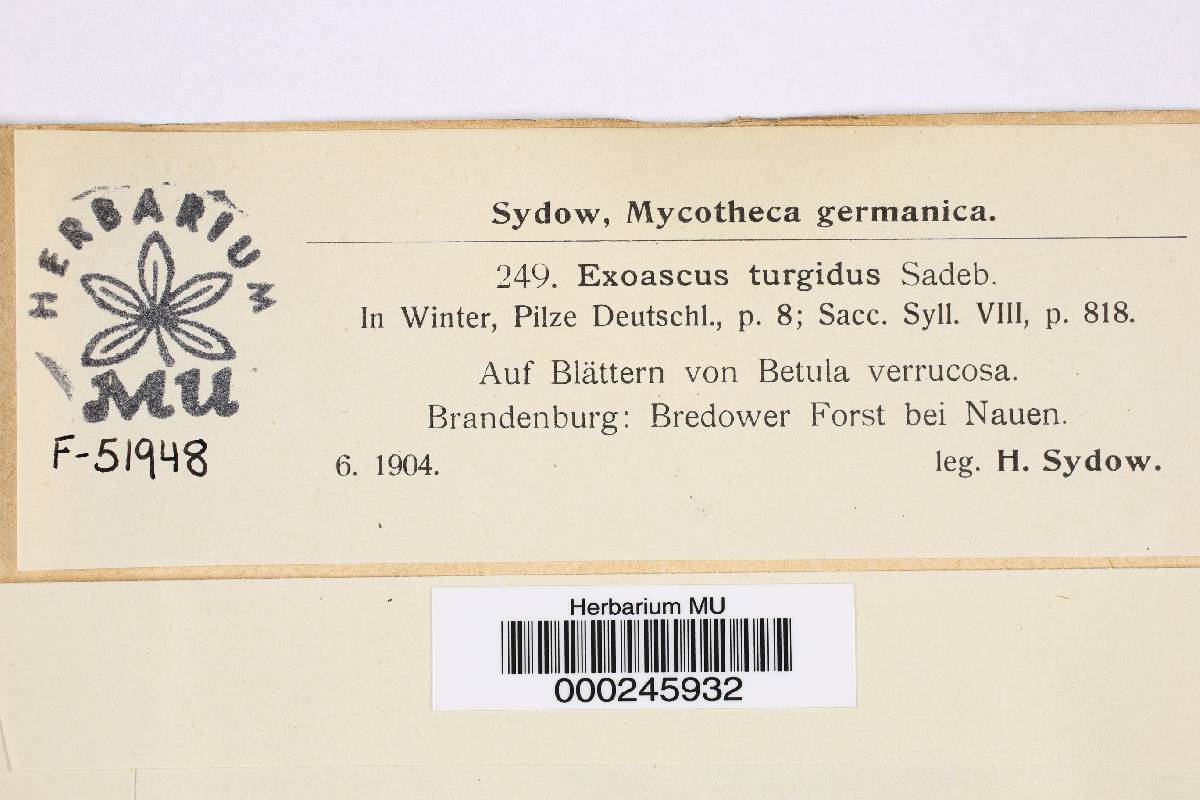 HERBARIUM
MU
F-51948
Sydow, Mycotheca germanica.
249. Exoascus turgidus Sadeb.
In Winter, Pilze Deutschl., p. 8; Sacc. Syll. VIII, p. 818.
Auf Blättern von Betula verrucosa.
Brandenburg: Bredower Forst bei Nauen.
6. 1904. leg. H. Sydow.
Herbarium MU
000245932